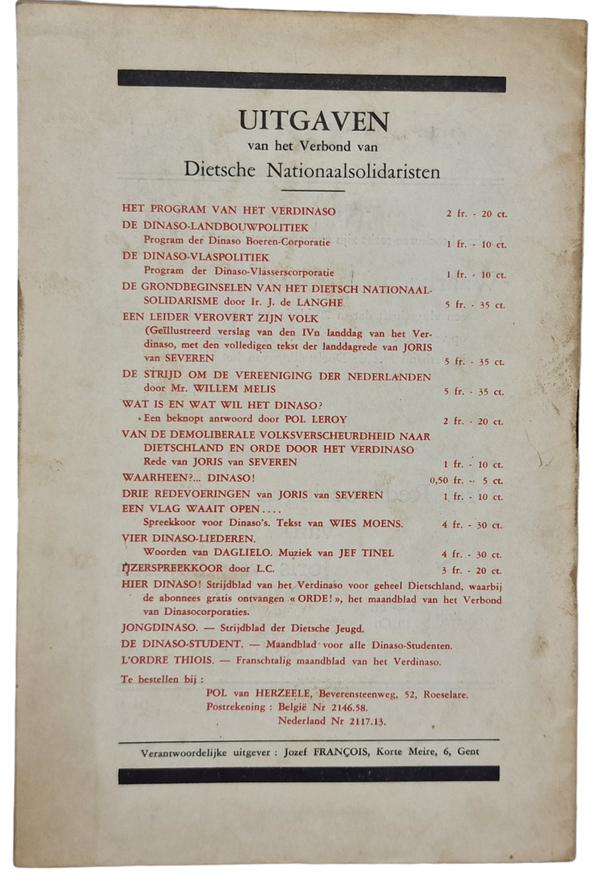 UITGAVEN
van het Verbond van
Dietsche Nationaalsolidaristen
HET PROGRAM VAN HET VERDINASO 2 fr. - 20 ct.
DE DINASO-LANDBOUWPOLITIEK
Program der Dinaso Boeren-Corporatie 1 fr. - 10 ct.
DE DINASO-VLASPOLITIEK
Program der Dinaso-Vlasserscorporatie 1 fr. - 10 ct.
DE GRONDBEGINSELEN VAN HET DIETSCH NATIONAAL-
SOLIDARISME door Ir. J. de LANGHE 5 fr. - 35 ct.
EEN LEIDER VEROVERT ZIJN VOLK
(Geïllustreerd verslag van den IVn landdag van het Ver-
dinaso, met den volledigen tekst der landdagrede van JORIS
van SEVEREN 5 fr. - 35 ct.
DE STRIJD OM DE VEREENIGING DER NEDERLANDEN
door Mr. WILLEM MELIS 5 fr. - 35 ct.
WAT IS EN WAT WIL HET DINASO?
Een beknopt antwoord door POL LEROY 2 fr. - 20 ct.
VAN DE DEMOLIBERALE VOLKSVERSCHEURDHEID NAAR
DIETSCHLAND EN ORDE DOOR HET VERDINASO
Rede van JORIS van SEVEREN 1 fr. - 10 ct.
WAARHEEN?... DINASO! 0,50 fr. - 5 ct.
DRIE REDEVOERINGEN van JORIS van SEVEREN 1 fr. - 10 ct.
EEN VLAG WAAIT OPEN....
Spreekkoor voor Dinaso's. Tekst van WIES MOENS. 4 fr. - 30 ct.
VIER DINASO-LIEDEREN.
Woorden van DAGLIELO. Muziek van JEF TINEL 4 fr. - 30 ct.
IJZERSPREEKKOOR door L.C. 3 fr. - 20 ct.
HIER DINASO! Strijdblad van het Verdinaso voor geheel Dietschland, waarbij
de abonnees gratis ontvangen « ORDE! », het maandblad van het Verbond
van Dinasocorporaties.
JONGDINASO. — Strijdblad der Dietsche Jeugd.
DE DINASO-STUDENT. — Maandblad voor alle Dinaso-Studenten.
L'ORDRE THIOIS. — Franschtalig maandblad van het Verdinaso.
Te bestellen bij :
POL van HERZEELE, Beverensteenweg, 52, Roeselare.
Postrekening : België Nr 2146.58.
Nederland Nr 2117.13.
Verantwoordelijke uitgever : Jozef FRANÇOIS, Korte Meire, 6, Gent